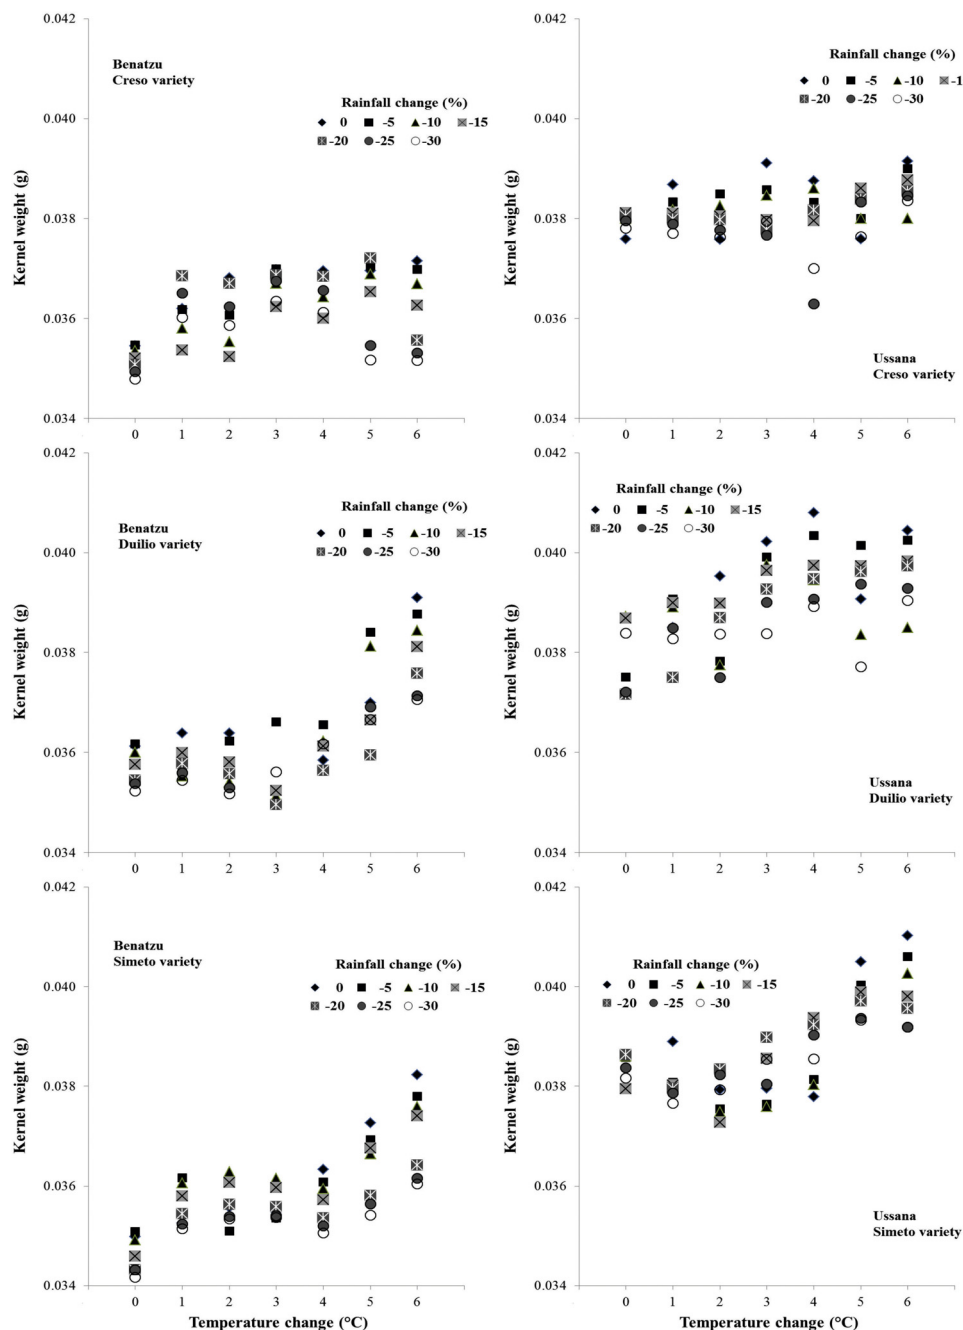 0.042
Benatzu
Creso variety
Rainfall change (%)
0 -5 -10 -15
-20 -25 -30
0.040
0.038
0.036
0.034
Kernel weight (g)
0 1 2 3 4 5 6
0.042
Rainfall change (%)
0 -5 -10 -1
-20 -25 -30
0.040
0.038
0.036
0.034
Kernel weight (g)
Ussana
Creso variety
0 1 2 3 4 5 6
0.042
Rainfall change (%)
Benatzu
Duilio variety
0 -5 -10 -15
-20 -25 -30
0.040
0.038
0.036
0.034
Kernel weight (g)
0 1 2 3 4 5 6
0.042
Rainfall change (%)
0 -5 -10 -15
-20 -25 -30
0.040
0.038
0.036
0.034
Kernel weight (g)
Ussana
Duilio variety
0 1 2 3 4 5 6
0.042
Benatzu
Simeto variety
Rainfall change (%)
0 -5 -10 -15
-20 -25 -30
0.040
0.038
0.036
0.034
Kernel weight (g)
0 1 2 3 4 5 6
Temperature change (°C)
0.042
Rainfall change (%)
0 -5 -10 -15
-20 -25 -30
0.040
0.038
0.036
0.034
Kernel weight (g)
Ussana
Simeto variety
0 1 2 3 4 5 6
Temperature change (°C)